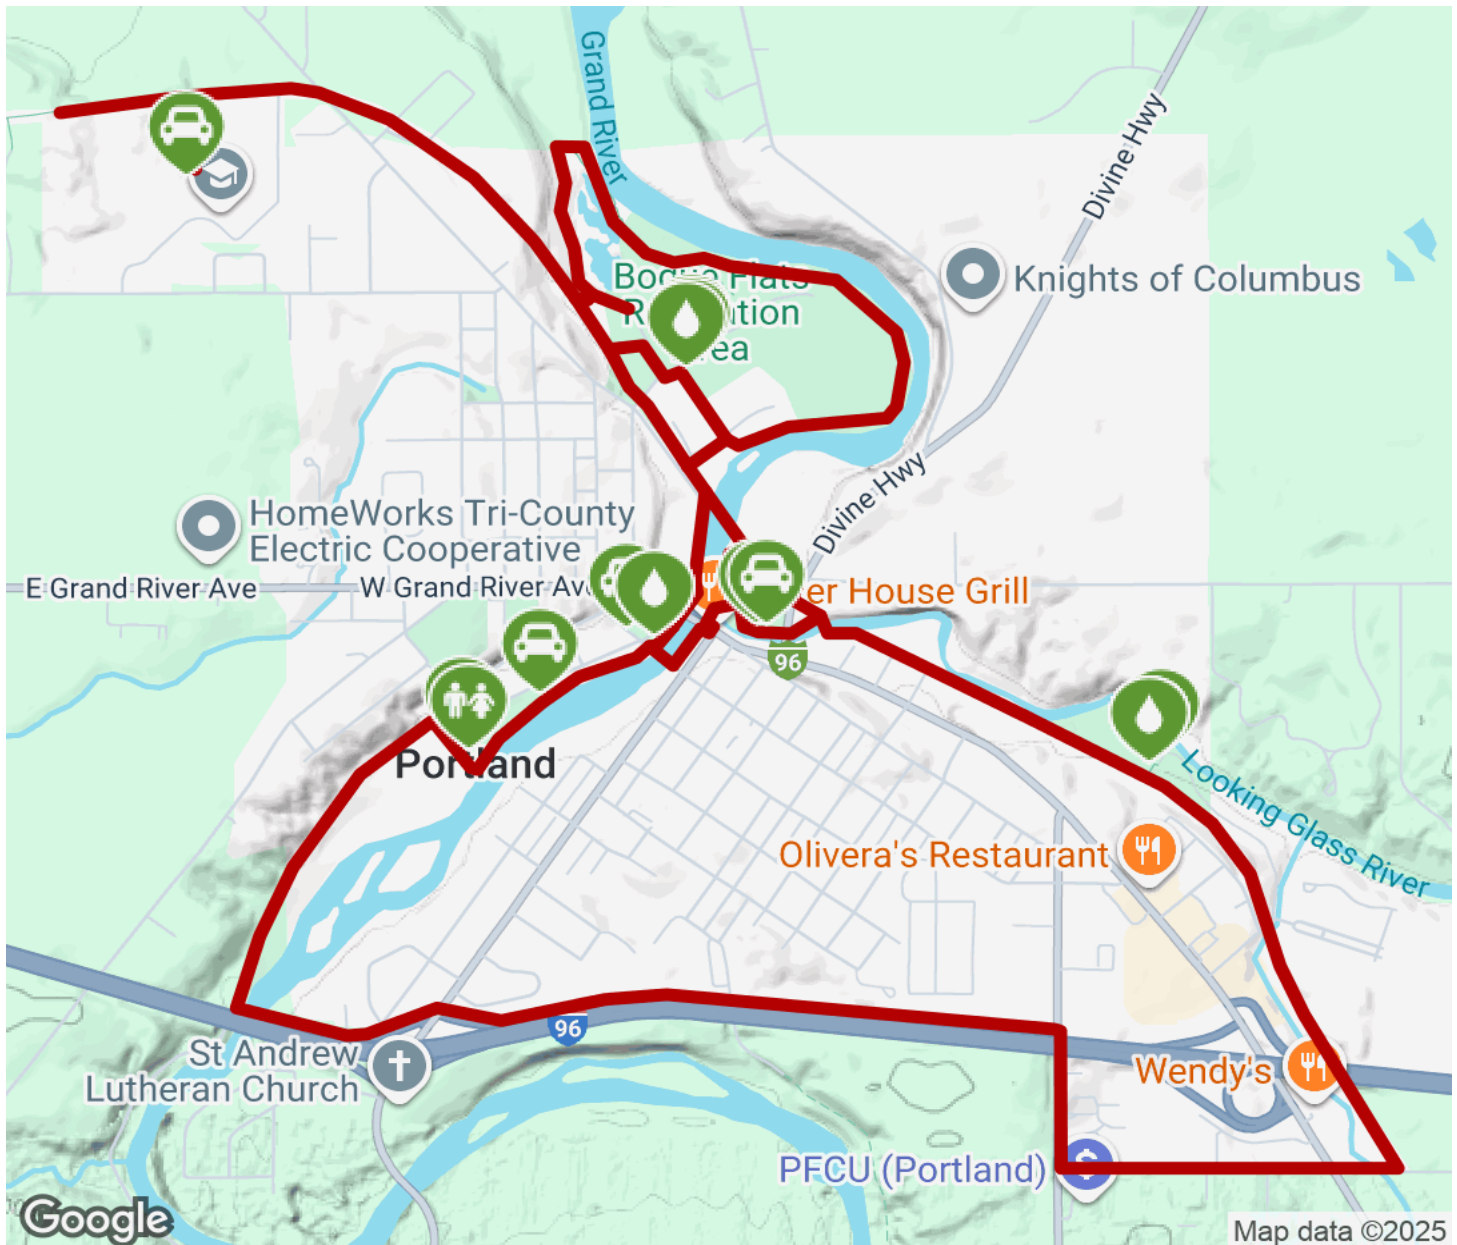 Grand River
Divine Hwy
Knights of Columbus
HomeWorks Tri-County
Electric Cooperative
Divine Hwy
E Grand River Ave
W Grand River
House Grill
96
Portland
Looking Glass River
Olivera's Restaurant
96
St Andrew
Lutheran Church
Wendy's
PFCU (Portland)
Google
Map data ©2025